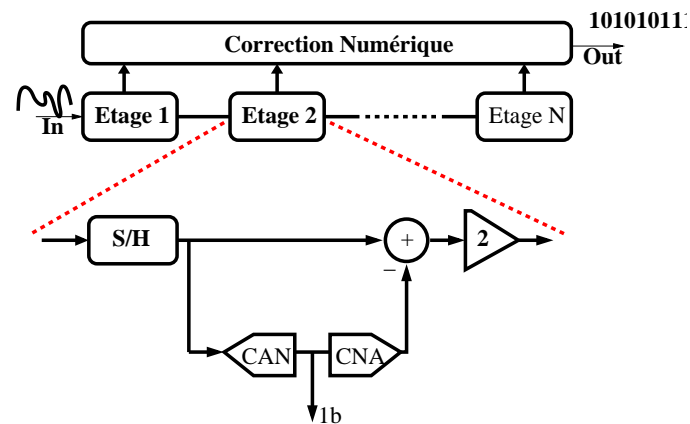 101010111
Correction Numérique
Out
In
Etage 1
Etage 2
Etage N
S/H
+
2
−
CAN
CNA
1b